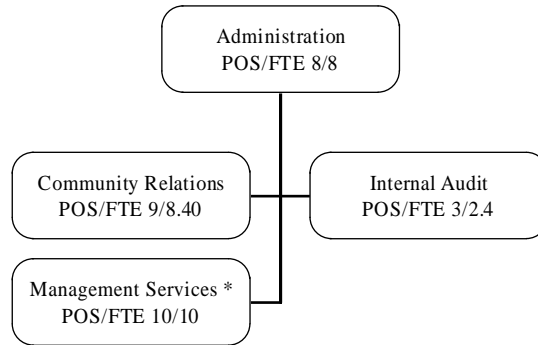 Administration
POS/FTE 8/8
Community Relations
POS/FTE 9/8.40
Internal Audit
POS/FTE 3/2.4
Management Services *
POS/FTE 10/10